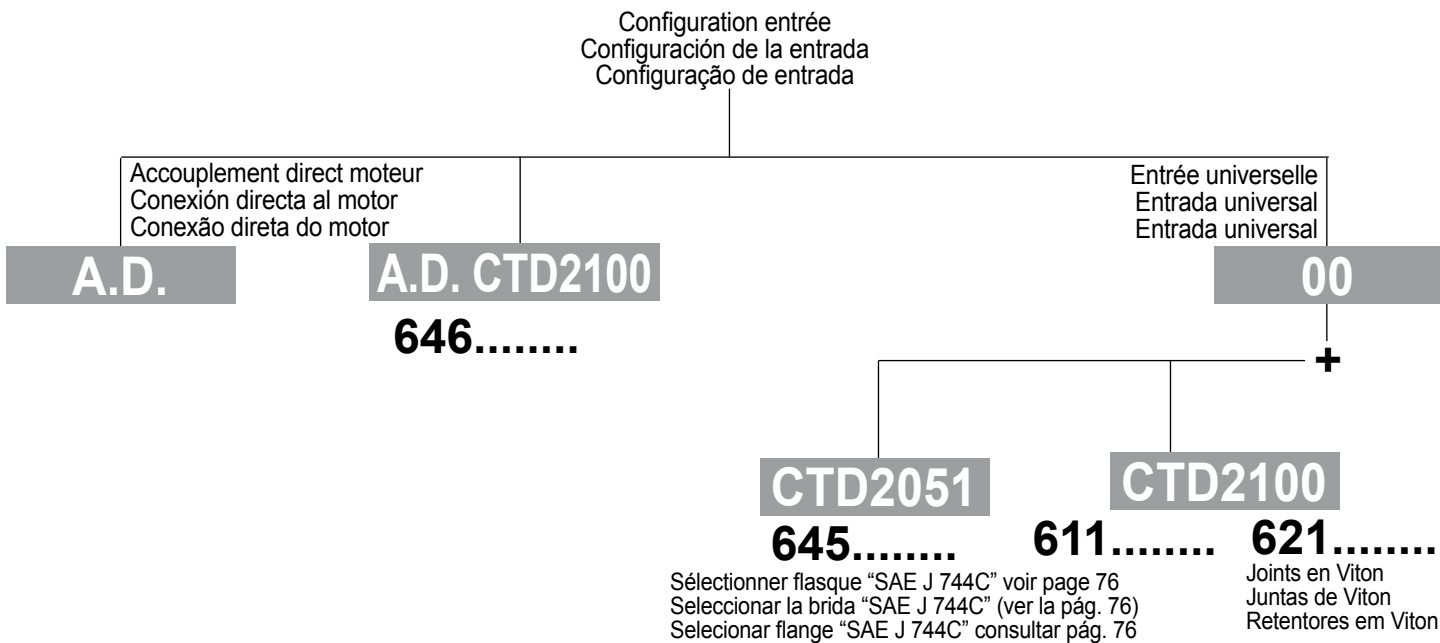 Configuration entrée
Configuración de la entrada
Configuração de entrada
Accouplement direct moteur
Conexión directa al motor
Conexão direta do motor
Entrée universelle
Entrada universal
Entrada universal
A.D.
A.D. CTD2100
00
646........
+
CTD2051
CTD2100
645........
611........
621........
Sélectionner flasque “SAE J 744C” voir page 76
Seleccionar la brida “SAE J 744C” (ver la pág. 76)
Selecionar flange “SAE J 744C” consultar pág. 76
Joints en Viton
Juntas de Viton
Retentores em Viton